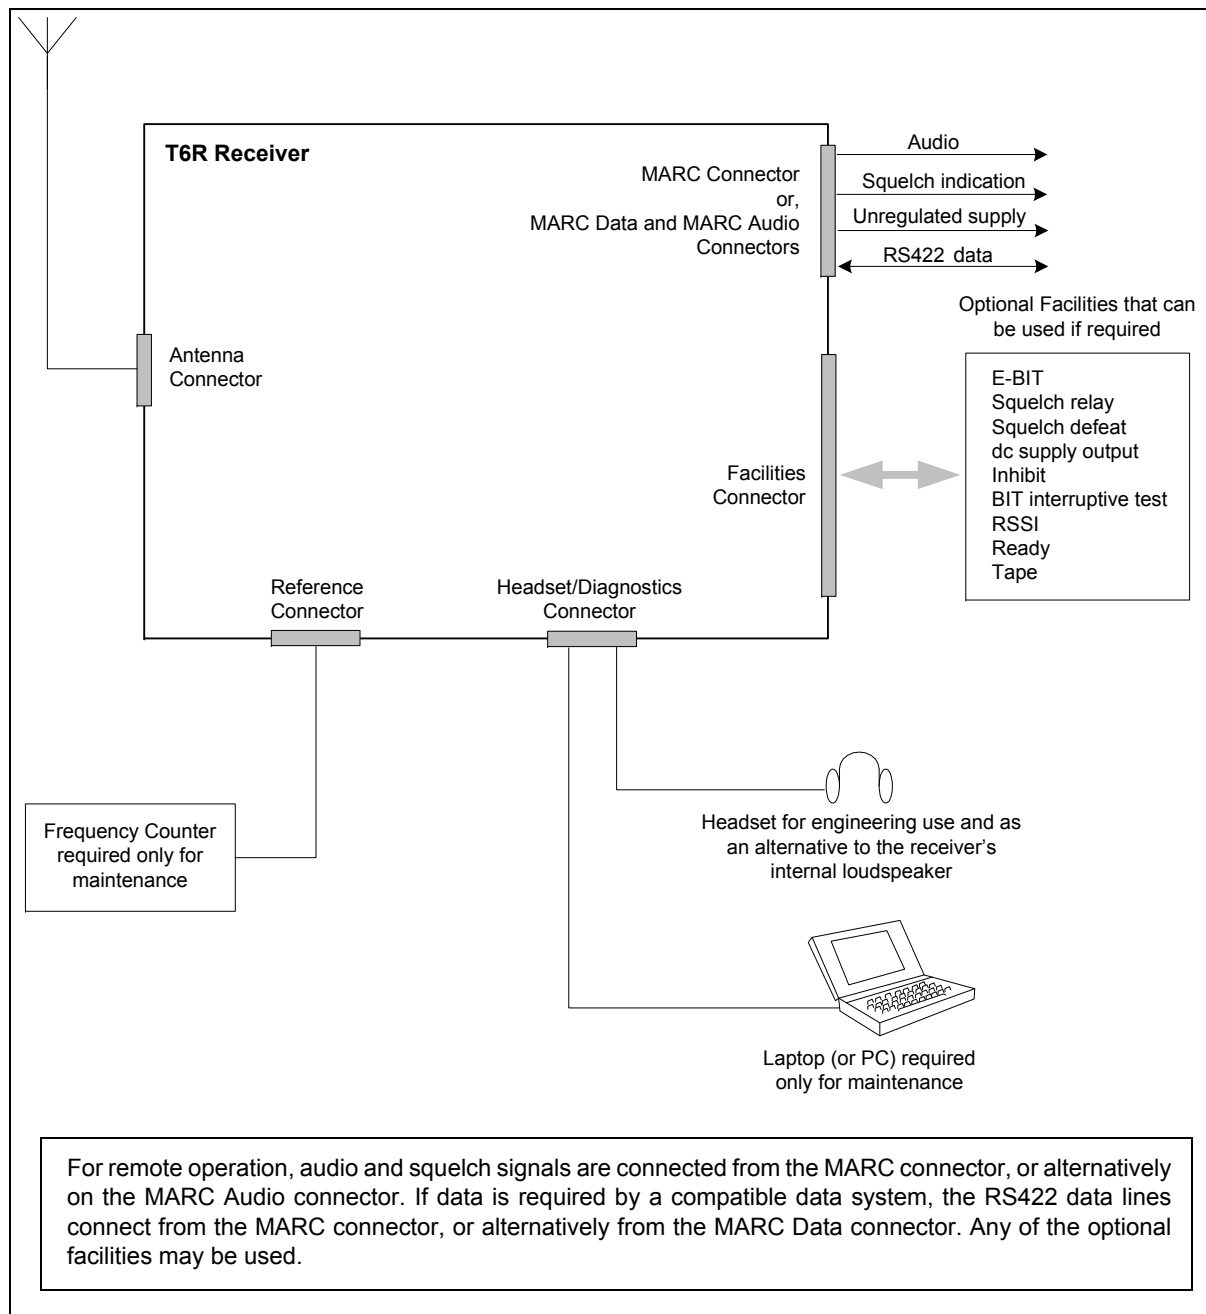 T6R Receiver
MARC Connector
or,
MARC Data and MARC Audio
Connectors
Audio
Squelch indication
Unregulated supply
RS422 data
Optional Facilities that can
be used if required
Antenna
Connector
E-BIT
Squelch relay
Squelch defeat
dc supply output
Inhibit
BIT interruptive test
RSSI
Ready
Tape
Facilities
Connector
Reference
Connector
Headset/Diagnostics
Connector
Frequency Counter
required only for
maintenance
Headset for engineering use and as
an alternative to the receiver’s
internal loudspeaker
Laptop (or PC) required
only for maintenance
For remote operation, audio and squelch signals are connected from the MARC connector, or alternatively
on the MARC Audio connector. If data is required by a compatible data system, the RS422 data lines
connect from the MARC connector, or alternatively from the MARC Data connector. Any of the optional
facilities may be used.